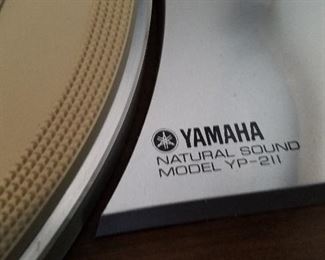 YAMAHA
NATURAL SOUND
MODEL YP-211